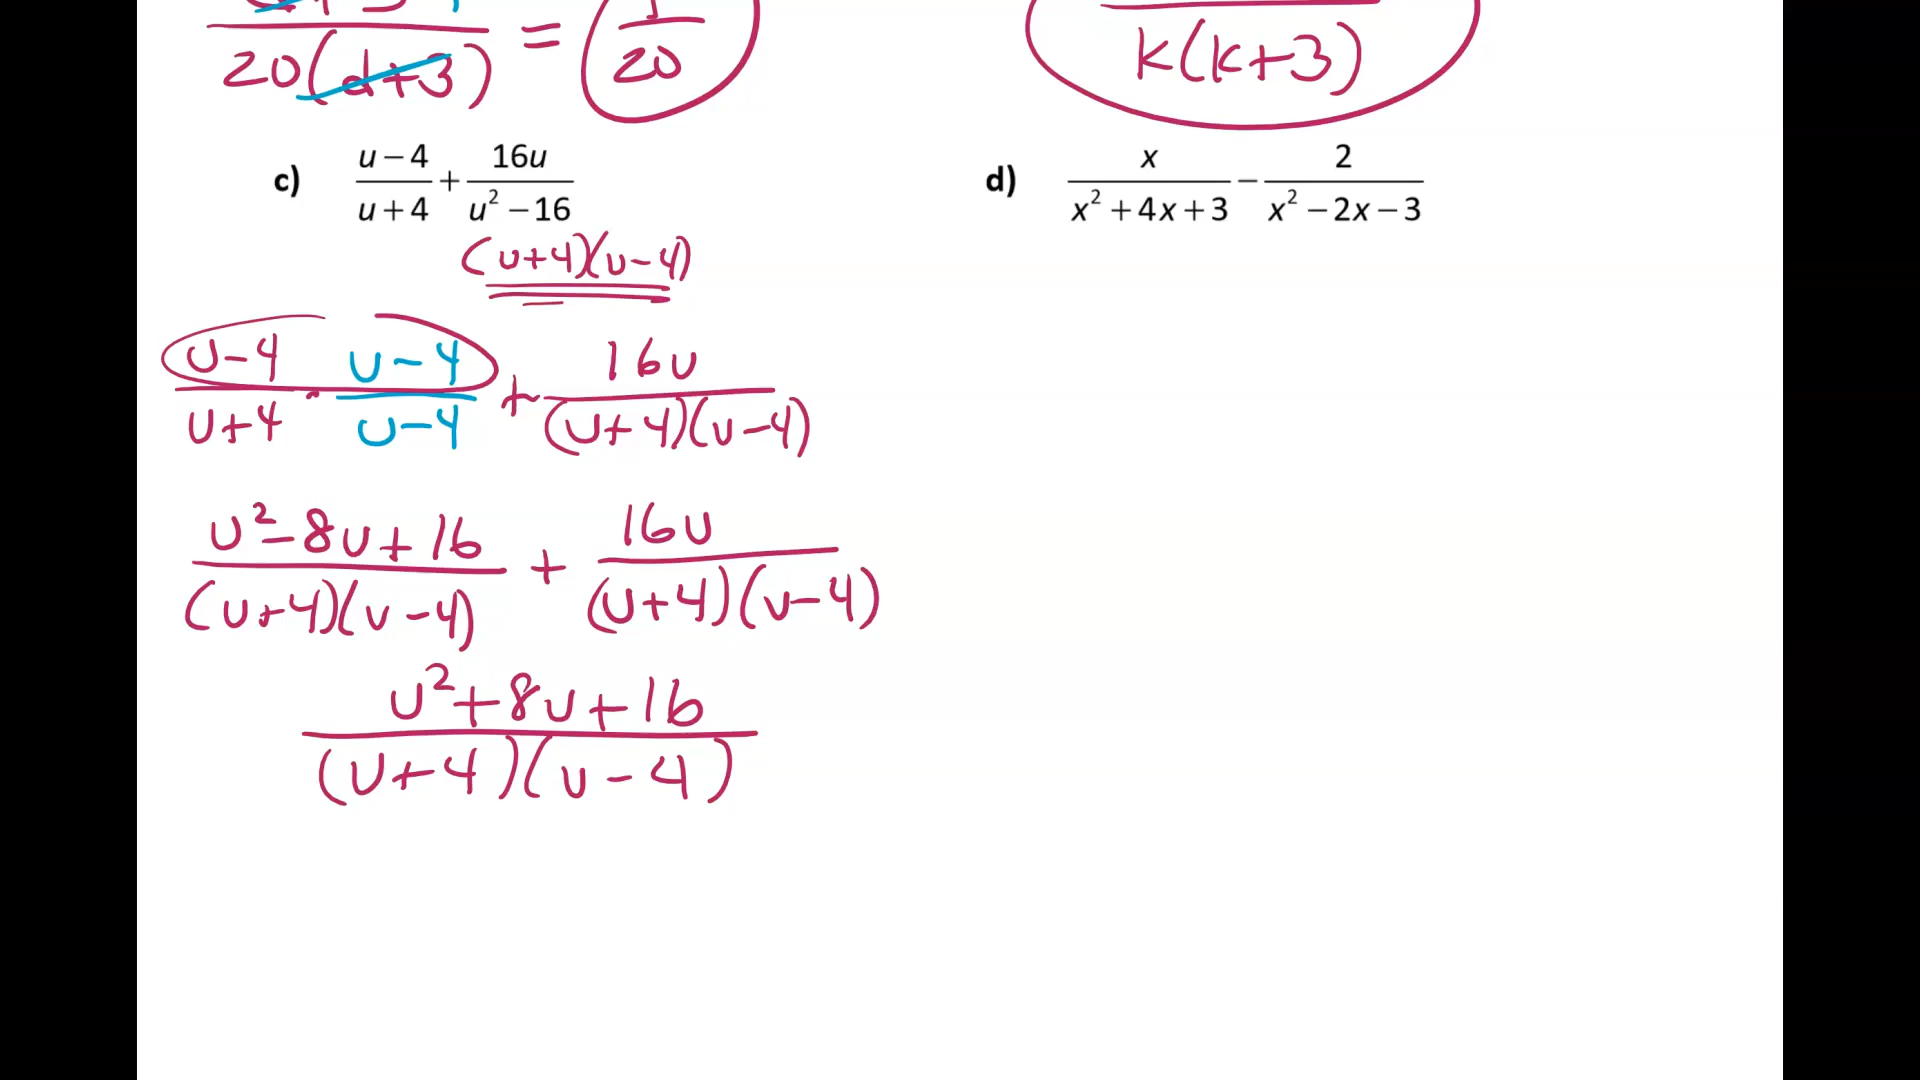 20(d+3) = 1/20
k(k+3)
c) u−4/u+4 + 16u/u²−16
(u+4)(u−4)
u−4/u+4 · u−4/u−4 + 16u/(u+4)(u−4)
u²−8u+16/(u+4)(u−4) + 16u/(u+4)(u−4)
u²+8u+16/(u+4)(u−4)
d) x/x²+4x+3 − 2/x²−2x−3